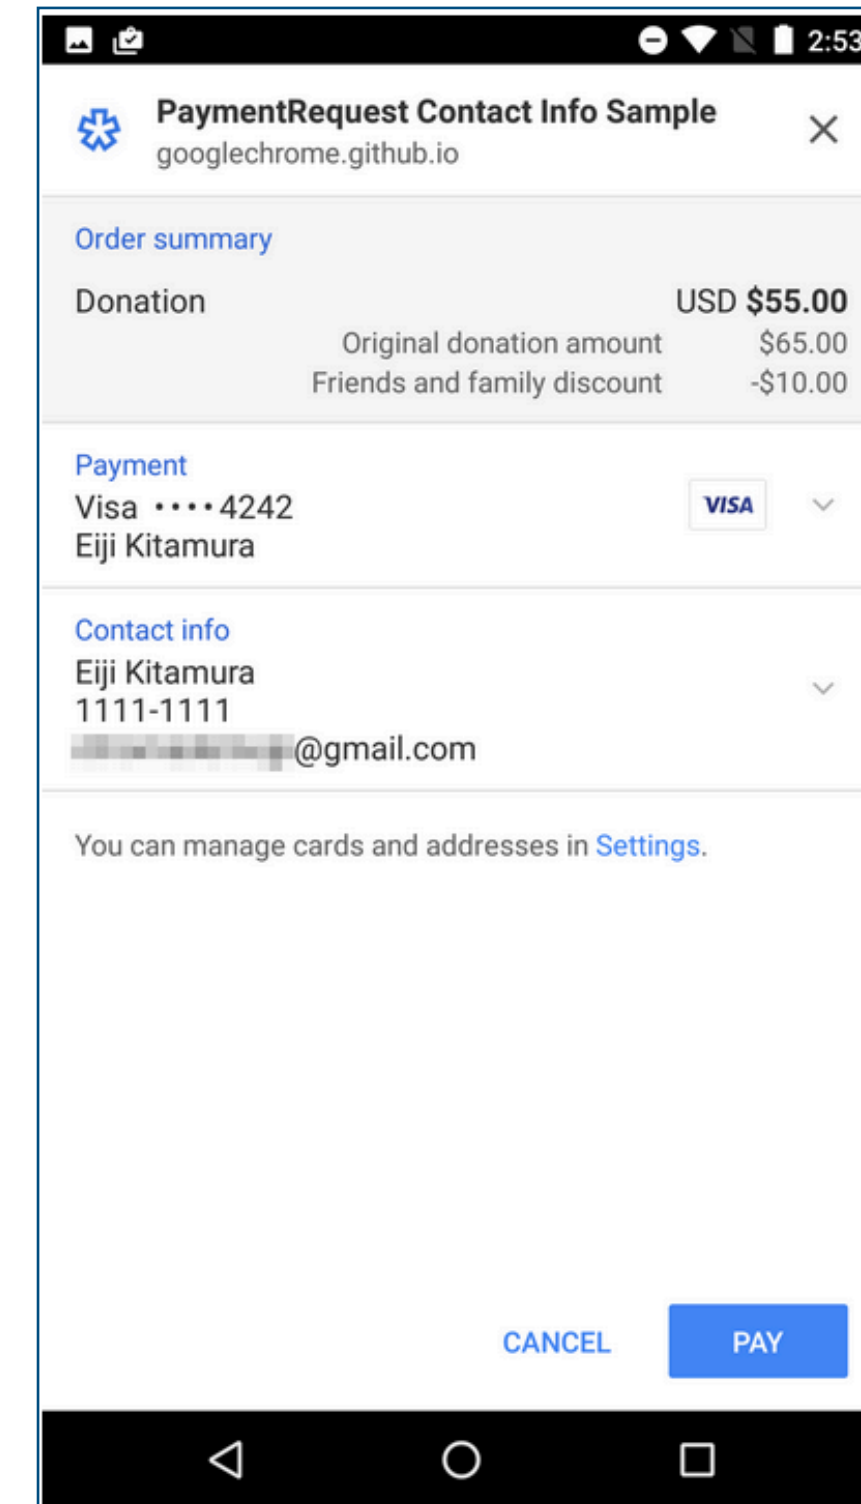 2:53
PaymentRequest Contact Info Sample
googlechrome.github.io
Order summary
Donation USD $55.00
Original donation amount $65.00
Friends and family discount -$10.00
Payment
Visa ····4242 VISA
Eiji Kitamura
Contact info
Eiji Kitamura
1111-1111
@gmail.com
You can manage cards and addresses in Settings.
CANCEL PAY